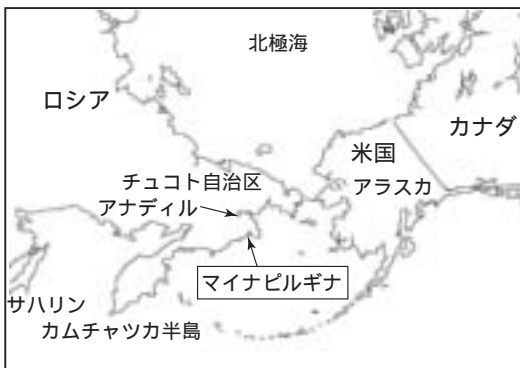 北極海
ロシア
カナダ
米国
アラスカ
チュコト自治区
アナディル
マイナピルギナ
サハリン
カムチャツカ半島